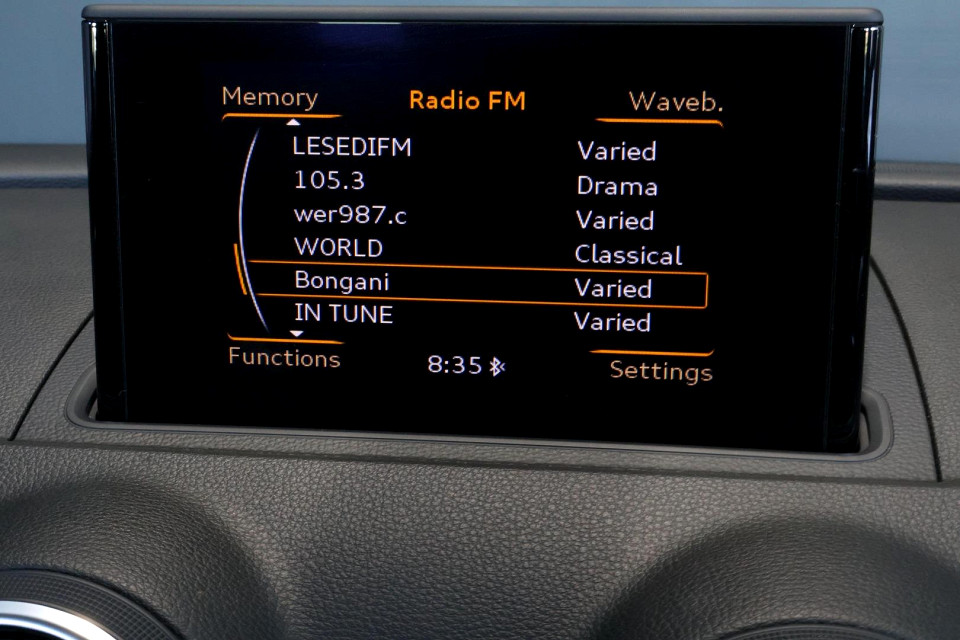 Memory Radio FM Waveb.
LESEDIFM Varied
105.3 Drama
wer987.c Varied
WORLD Classical
Bongani Varied
IN TUNE Varied
Functions 8:35 Settings